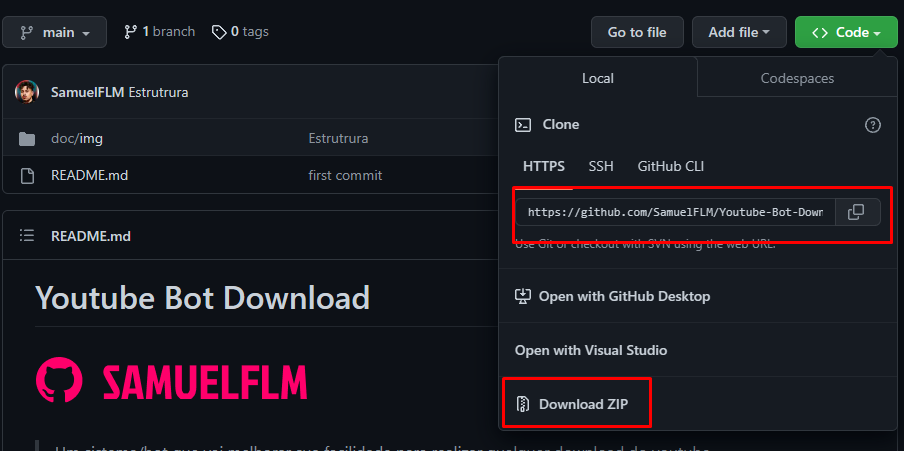 main
1 branch
0 tags
Go to file
Add file
Code
SamuelFLM Estrutrura
doc/img
Estrutrura
README.md
first commit
README.md
Youtube Bot Download
SAMUELFLM
Um sistema/bot que vai melhorar sua facilidade para realizar qualquer download do youtube
Local
Codespaces
Clone
HTTPS
SSH
GitHub CLI
https://github.com/SamuelFLM/Youtube-Bot-Down
Use Git or checkout with SVN using the web URL.
Open with GitHub Desktop
Open with Visual Studio
Download ZIP